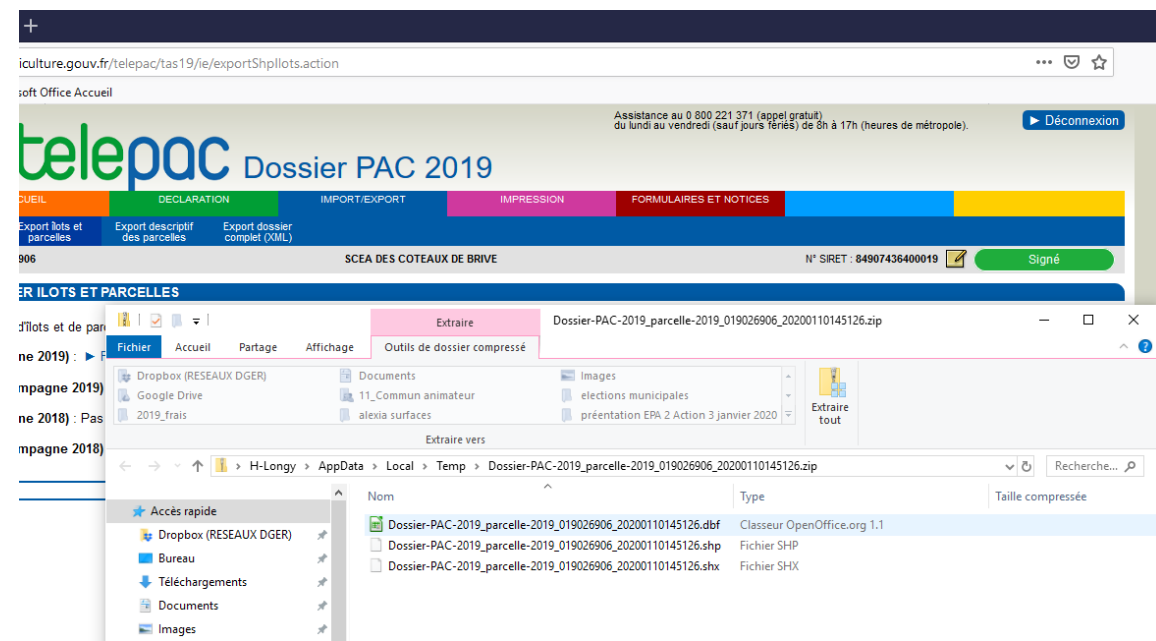 +
iculture.gouv.fr/telepac/tas19/ie/exportShpIlots.action
soft Office Accueil
Assistance au 0 800 221 371 (appel gratuit)
du lundi au vendredi (sauf jours fériés) de 8h à 17h (heures de métropole).
Déconnexion
telepac Dossier PAC 2019
CUEIL DECLARATION IMPORT/EXPORT IMPRESSION FORMULAIRES ET NOTICES
Export îlots et parcelles
Export descriptif des parcelles
Export dossier complet (XML)
906 SCEA DES COTEAUX DE BRIVE N° SIRET : 84907436400019 Signé
ER ILOTS ET PARCELLES
d'îlots et de par
ne 2019) : ► F
mpagne 2019)
ne 2018) : Pas
mpagne 2018)
Extraire
Dossier-PAC-2019_parcelle-2019_019026906_20200110145126.zip
Fichier Accueil Partage Affichage Outils de dossier compressé
Dropbox (RESEAUX DGER) Documents Images
Google Drive 11_Commun animateur elections municipales
2019_frais alexia surfaces préentation EPA 2 Action 3 janvier 2020
Extraire tout
Extraire vers
H-Longy > AppData > Local > Temp > Dossier-PAC-2019_parcelle-2019_019026906_20200110145126.zip
Recherche...
Nom Type Taille compressée
Accès rapide
Dropbox (RESEAUX DGER)
Bureau
Téléchargements
Documents
Images
Dossier-PAC-2019_parcelle-2019_019026906_20200110145126.dbf Classeur OpenOffice.org 1.1
Dossier-PAC-2019_parcelle-2019_019026906_20200110145126.shp Fichier SHP
Dossier-PAC-2019_parcelle-2019_019026906_20200110145126.shx Fichier SHX